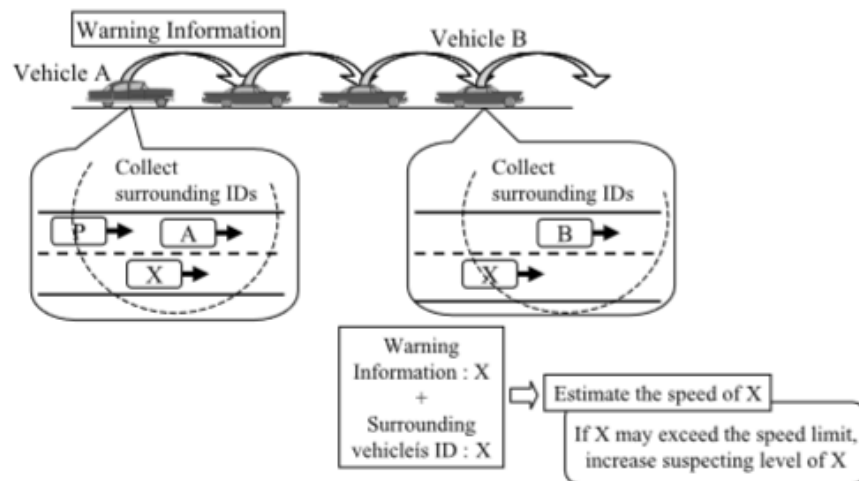 Warning Information
Vehicle A
Vehicle B
Collect
surrounding IDs
P
A
X
Collect
surrounding IDs
B
X
Warning
Information : X
+
Surrounding
vehicleís ID : X
Estimate the speed of X
If X may exceed the speed limit,
increase suspecting level of X